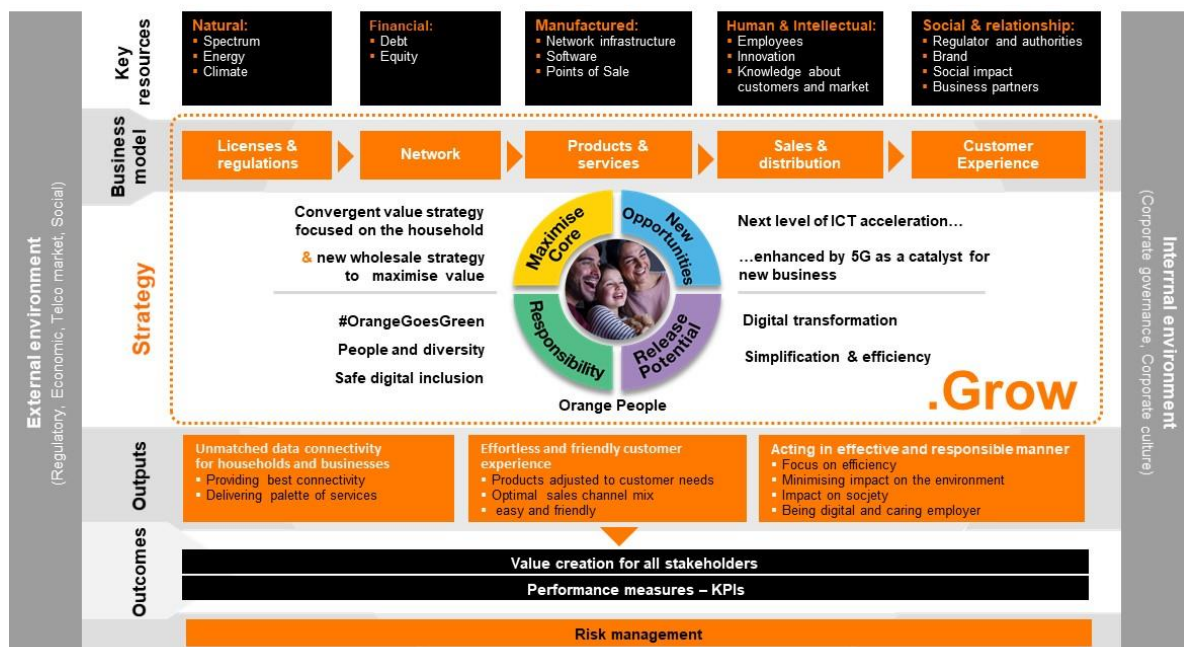 External environment
(Regulatory, Economic, Telco market, Social)
Key
resources
Natural:
▪ Spectrum
▪ Energy
▪ Climate
Financial:
▪ Debt
▪ Equity
Manufactured:
▪ Network infrastructure
▪ Software
▪ Points of Sale
Human & Intellectual:
▪ Employees
▪ Innovation
▪ Knowledge about
customers and market
Social & relationship:
▪ Regulator and authorities
▪ Brand
▪ Social impact
▪ Business partners
Business
model
Licenses &
regulations
Network
Products &
services
Sales &
distribution
Customer
Experience
Strategy
Convergent value strategy
focused on the household
& new wholesale strategy
to maximise value
#OrangeGoesGreen
People and diversity
Safe digital inclusion
Maximise
Core
New
Opportunities
Responsibility
Release
Potential
Orange People
Next level of ICT acceleration…
…enhanced by 5G as a catalyst for
new business
Digital transformation
Simplification & efficiency
.Grow
Outputs
Unmatched data connectivity
for households and businesses
▪ Providing best connectivity
▪ Delivering palette of services
Effortless and friendly customer
experience
▪ Products adjusted to customer needs
▪ Optimal sales channel mix
▪ easy and friendly
Acting in effective and responsible manner
▪ Focus on efficiency
▪ Minimising impact on the environment
▪ Impact on society
▪ Being digital and caring employer
Outcomes
Value creation for all stakeholders
Performance measures – KPIs
Risk management
Internal environment
(Corporate governance, Corporate culture)